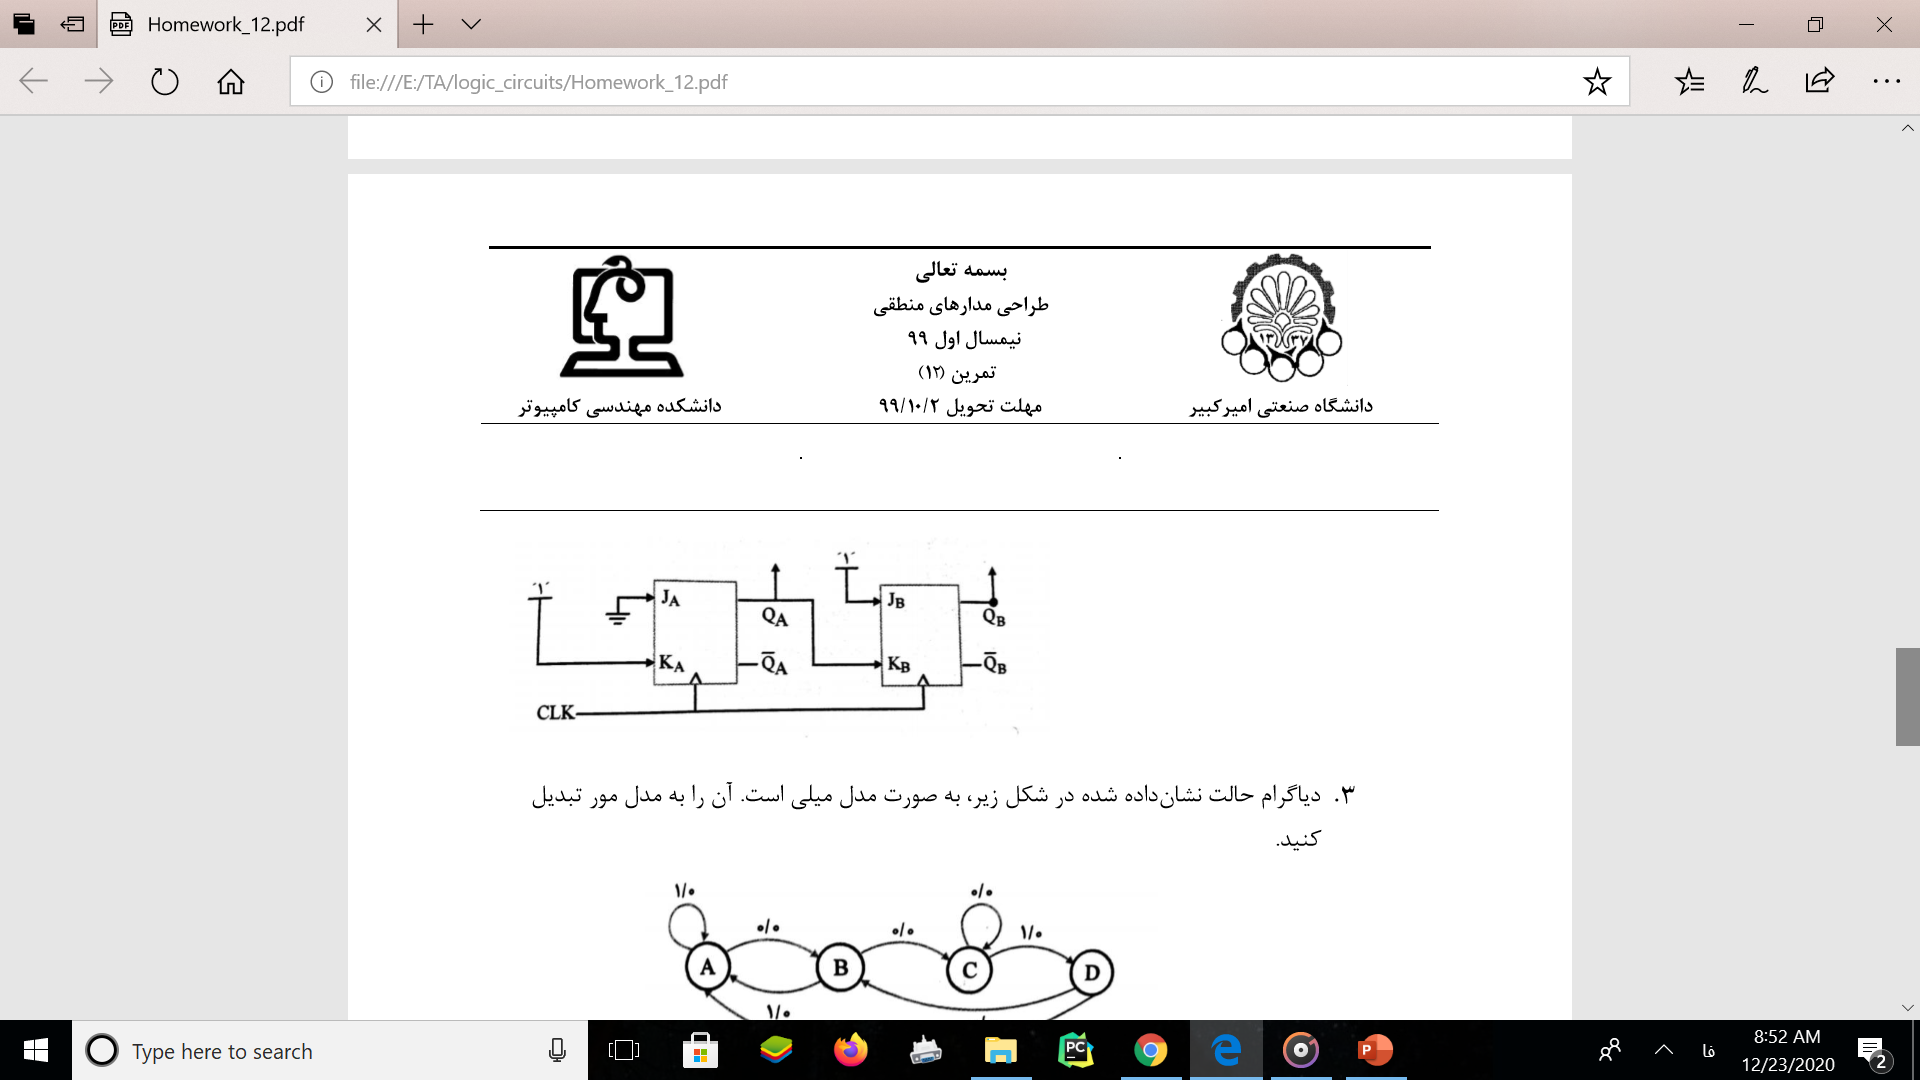 Homework_12.pdf
file:///E:/TA/logic_circuits/Homework_12.pdf
بسمه تعالی
طراحی مدارهای منطقی
نیمسال اول ۹۹
تمرین (۱۲)
دانشگاه صنعتی امیرکبیر
مهلت تحویل ۹۹/۱۰/۲
دانشکده مهندسی کامپیوتر
۱۳۳۷
'۱'
'۱'
JA
QA
JB
QB
KA
Q̅A
KB
Q̅B
CLK
۳. دیاگرام حالت نشان‌داده شده در شکل زیر، به صورت مدل میلی است. آن را به مدل مور تبدیل
کنید.
۱/۰
۰/۰
۰/۰
۰/۰
۱/۰
A
B
C
D
۱/۰
Type here to search
PC
فا
8:52 AM
12/23/2020
2